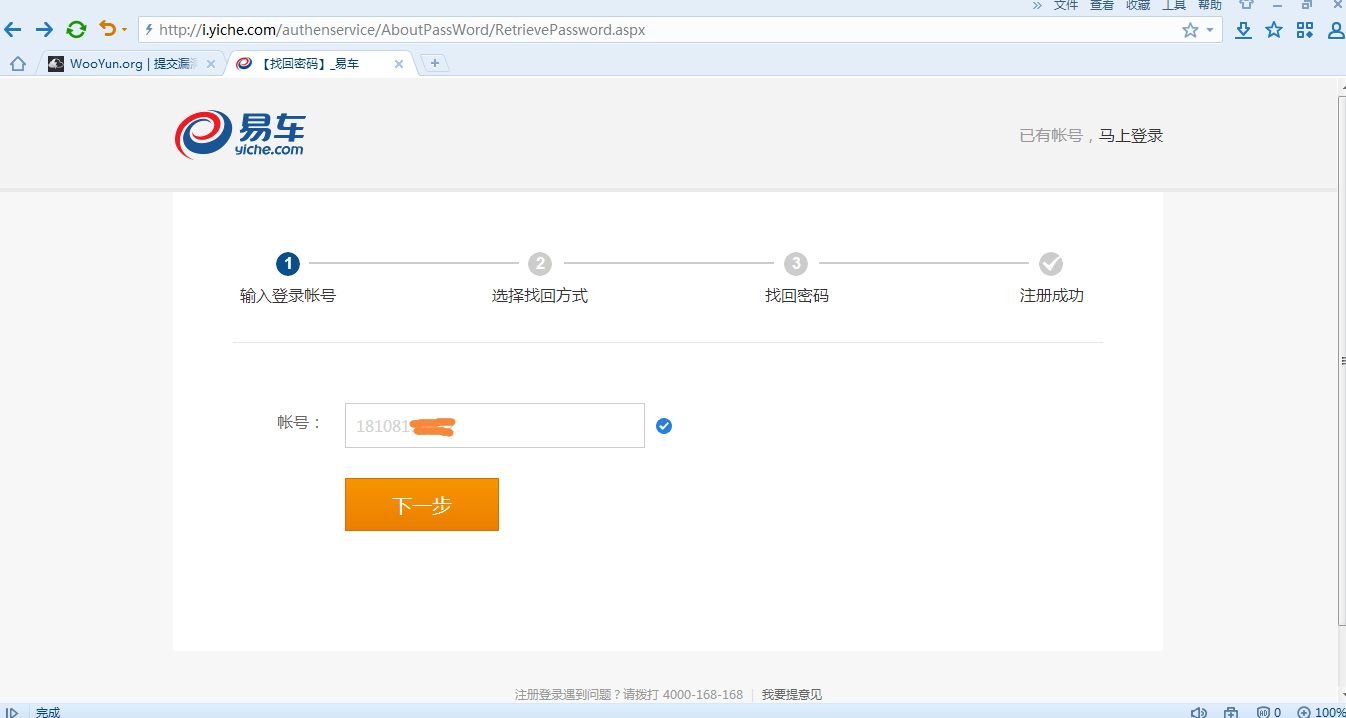 » 文件 查看 收藏 工具 帮助
http://i.yiche.com/authenservice/AboutPassWord/RetrievePassword.aspx
WooYun.org | 提交漏 【找回密码】_易车
易车
yiche.com
已有帐号，马上登录
1 2 3
输入登录帐号 选择找回方式 找回密码 注册成功
帐号： 181081
下一步
注册登录遇到问题？请拨打 4000-168-168 | 我要提意见
完成 AD 0 100%